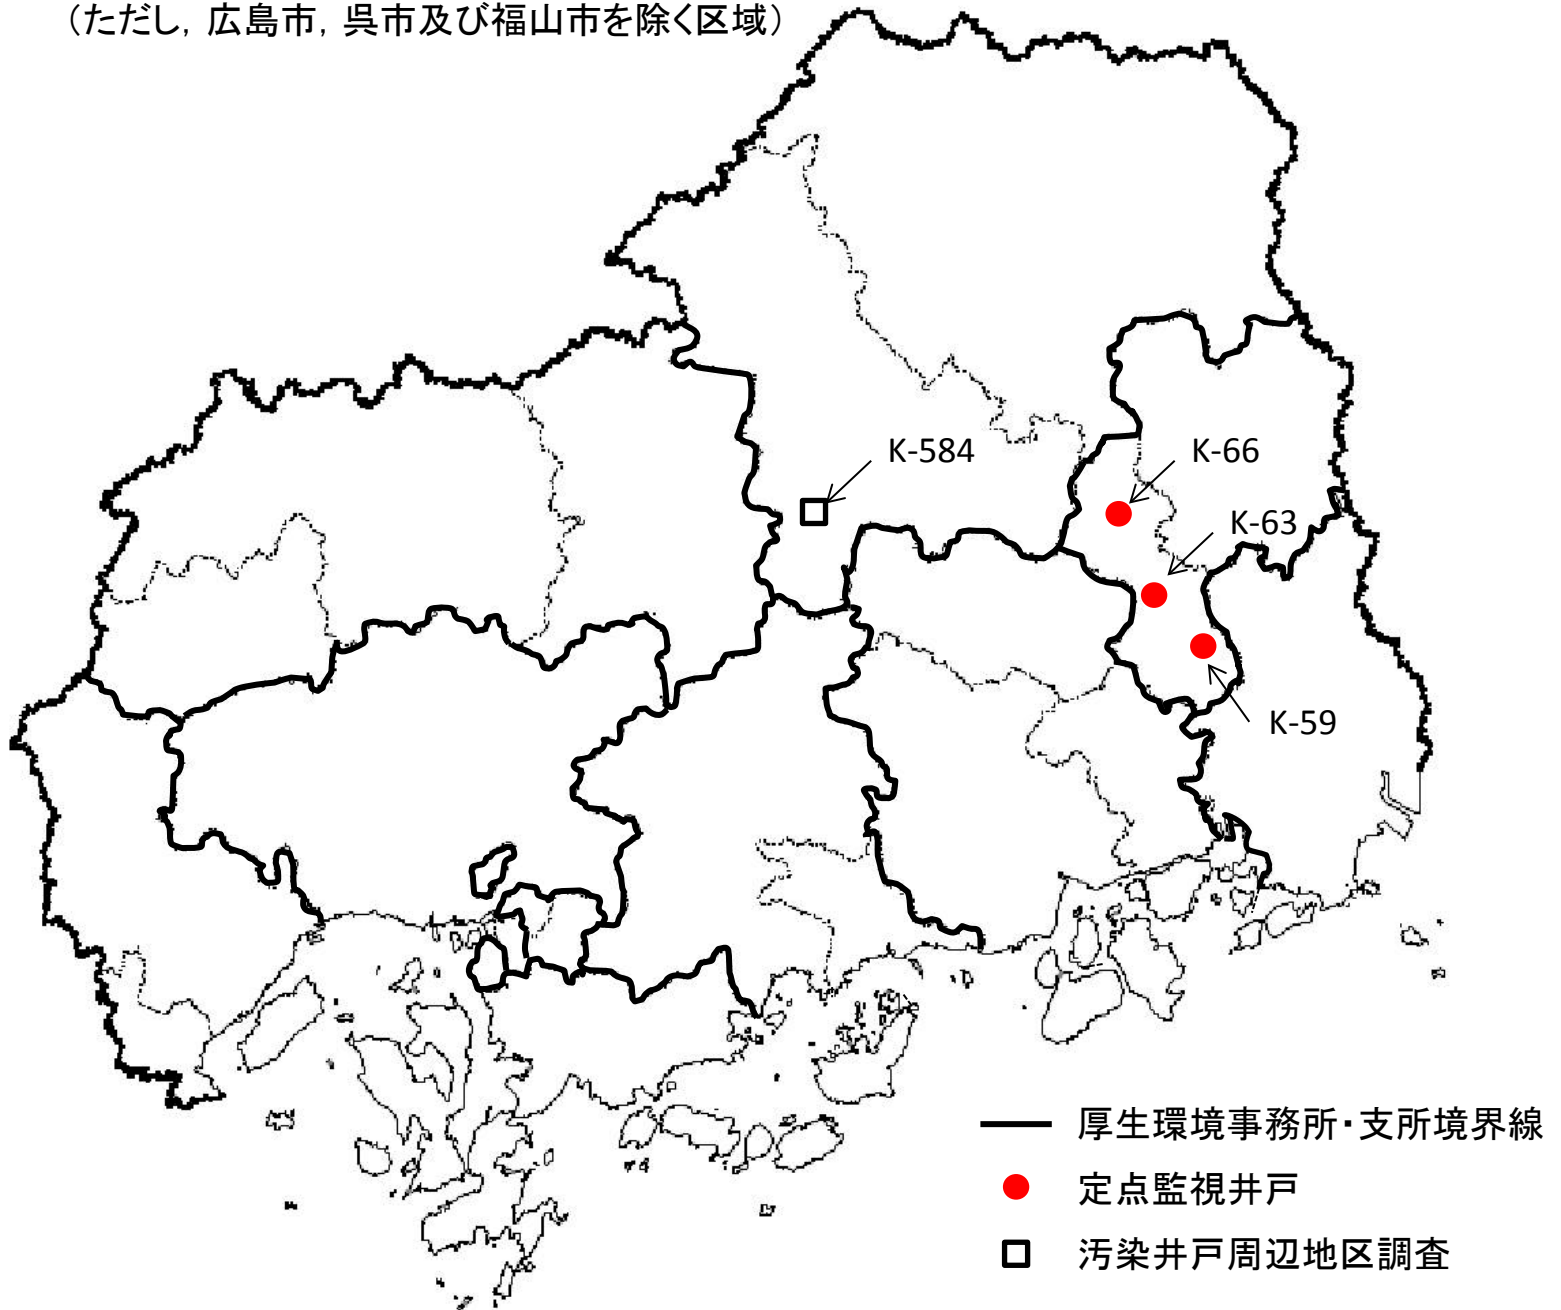 （ただし，広島市，呉市及び福山市を除く区域）
K-584
K-66
K-63
K-59
厚生環境事務所・支所境界線
定点監視井戸
汚染井戸周辺地区調査